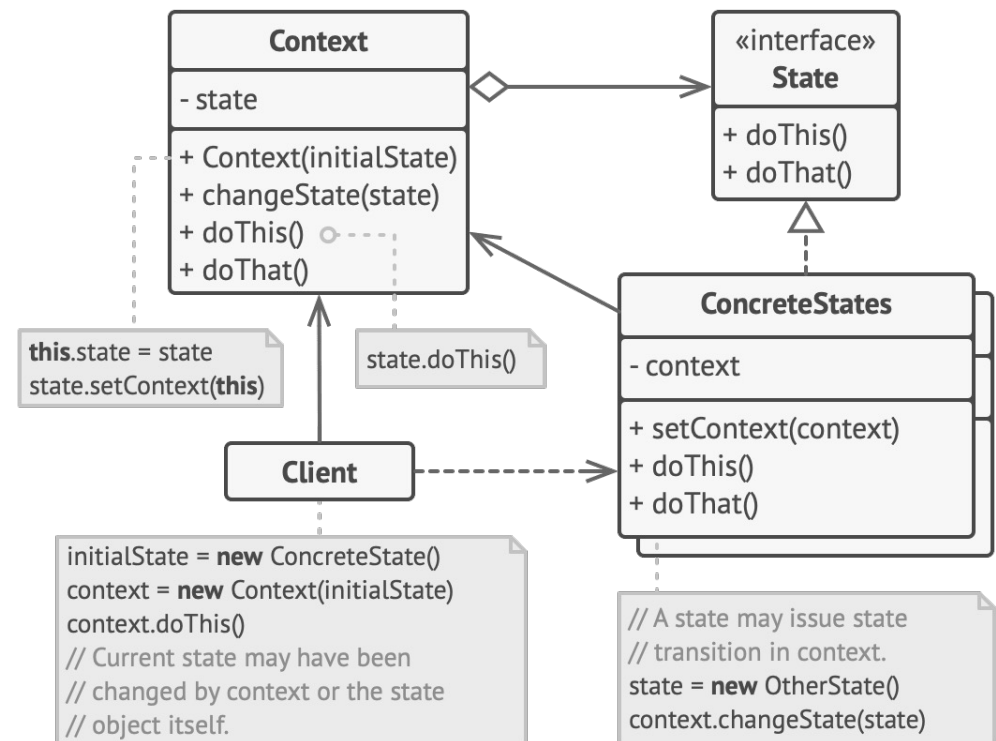 Context
- state
+ Context(initialState)
+ changeState(state)
+ doThis()
+ doThat()
«interface»
State
+ doThis()
+ doThat()
this.state = state
state.setContext(this)
state.doThis()
ConcreteStates
- context
+ setContext(context)
+ doThis()
+ doThat()
Client
initialState = new ConcreteState()
context = new Context(initialState)
context.doThis()
// Current state may have been
// changed by context or the state
// object itself.
// A state may issue state
// transition in context.
state = new OtherState()
context.changeState(state)